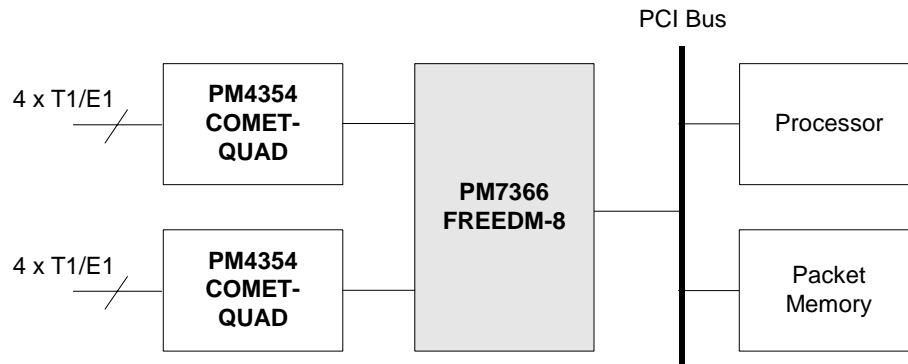 PCI Bus
4 x T1/E1
PM4354
COMET-
QUAD
PM7366
FREEDM-8
Processor
4 x T1/E1
PM4354
COMET-
QUAD
Packet
Memory